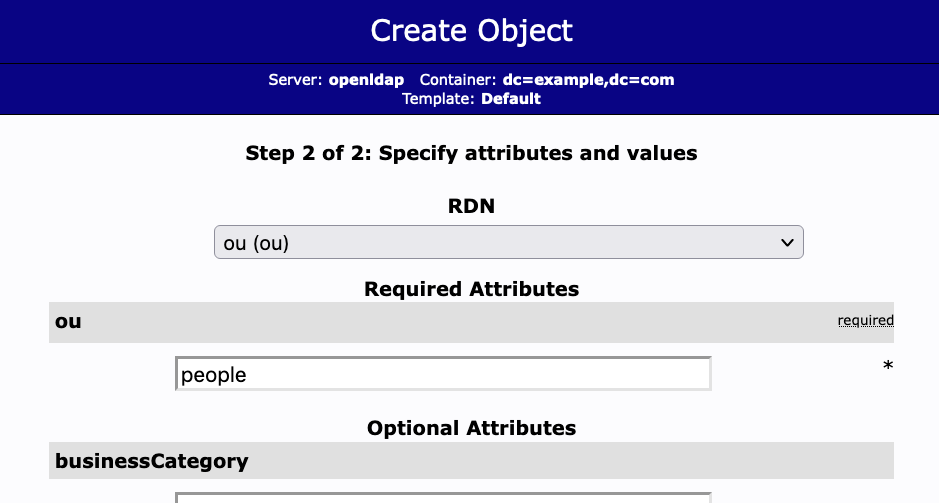 Create Object
Server: openldap Container: dc=example,dc=com
Template: Default
Step 2 of 2: Specify attributes and values
RDN
ou (ou)
Required Attributes
ou required
people *
Optional Attributes
businessCategory